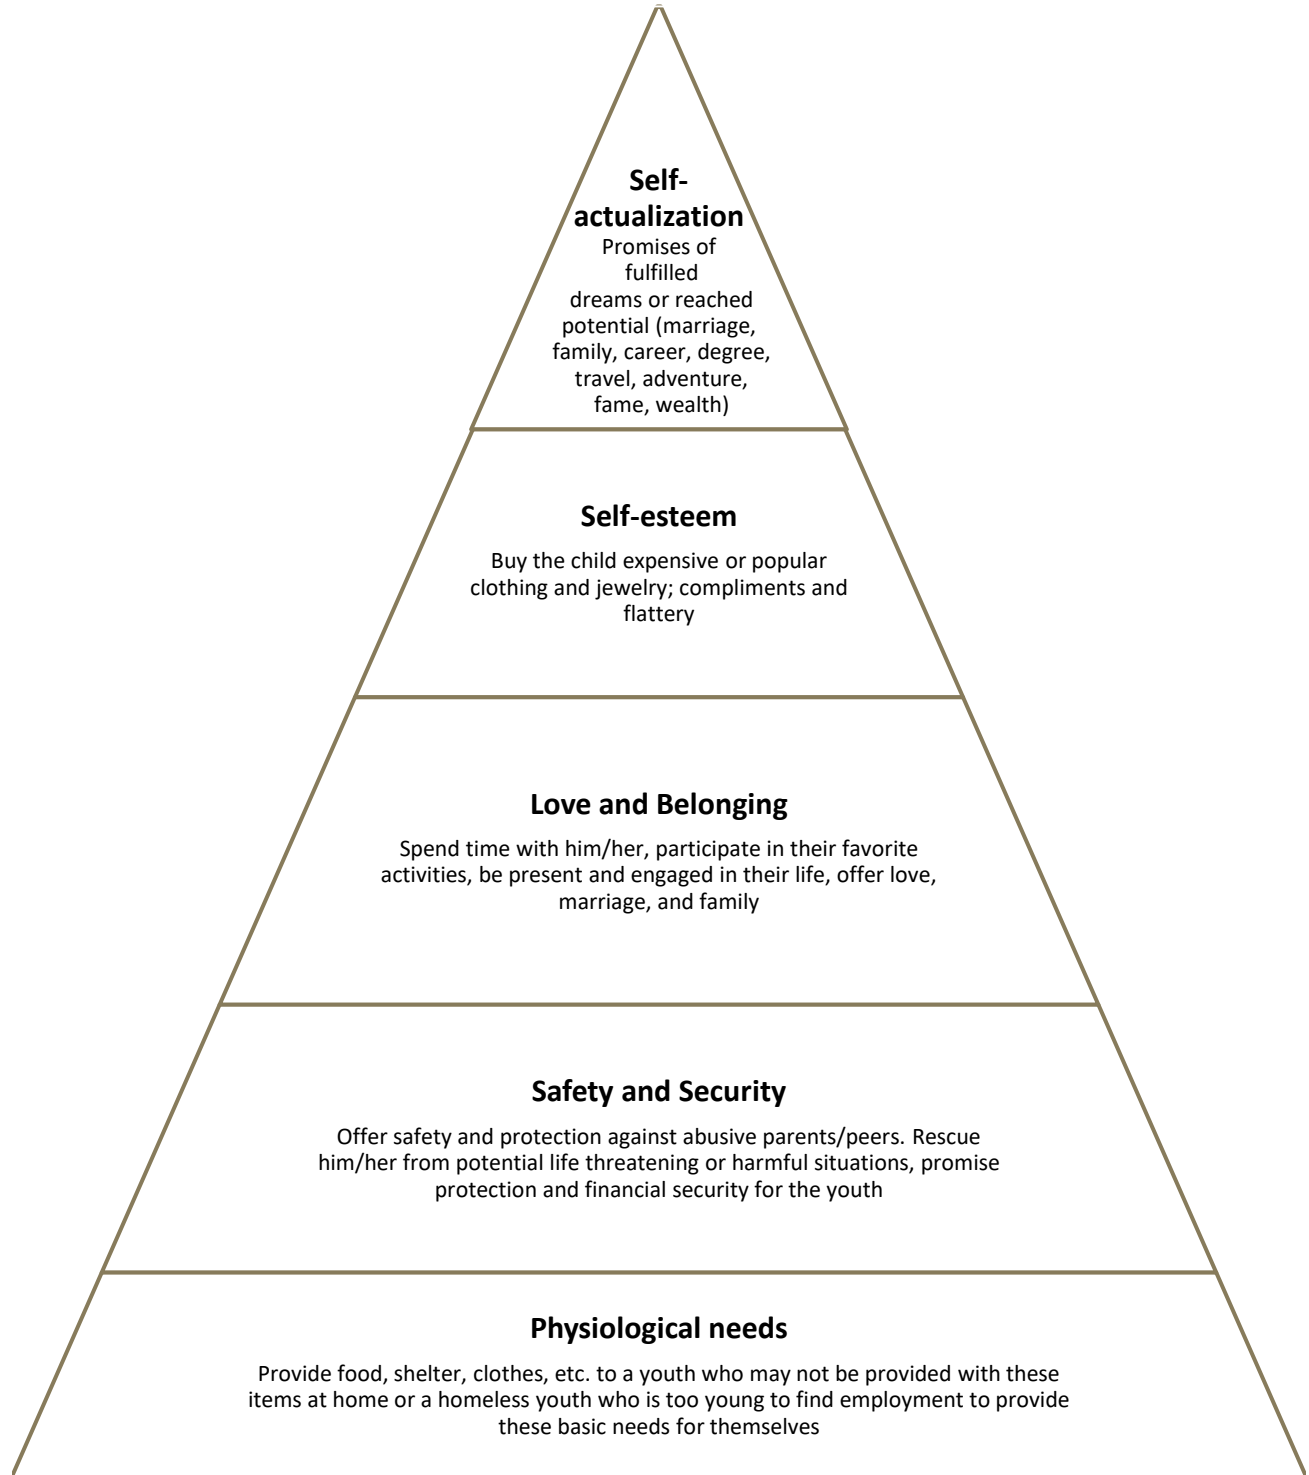 Self-
actualization
Promises of
fulfilled
dreams or reached
potential (marriage,
family, career, degree,
travel, adventure,
fame, wealth)
Self-esteem
Buy the child expensive or popular
clothing and jewelry; compliments and
flattery
Love and Belonging
Spend time with him/her, participate in their favorite
activities, be present and engaged in their life, offer love,
marriage, and family
Safety and Security
Offer safety and protection against abusive parents/peers. Rescue
him/her from potential life threatening or harmful situations, promise
protection and financial security for the youth
Physiological needs
Provide food, shelter, clothes, etc. to a youth who may not be provided with these
items at home or a homeless youth who is too young to find employment to provide
these basic needs for themselves